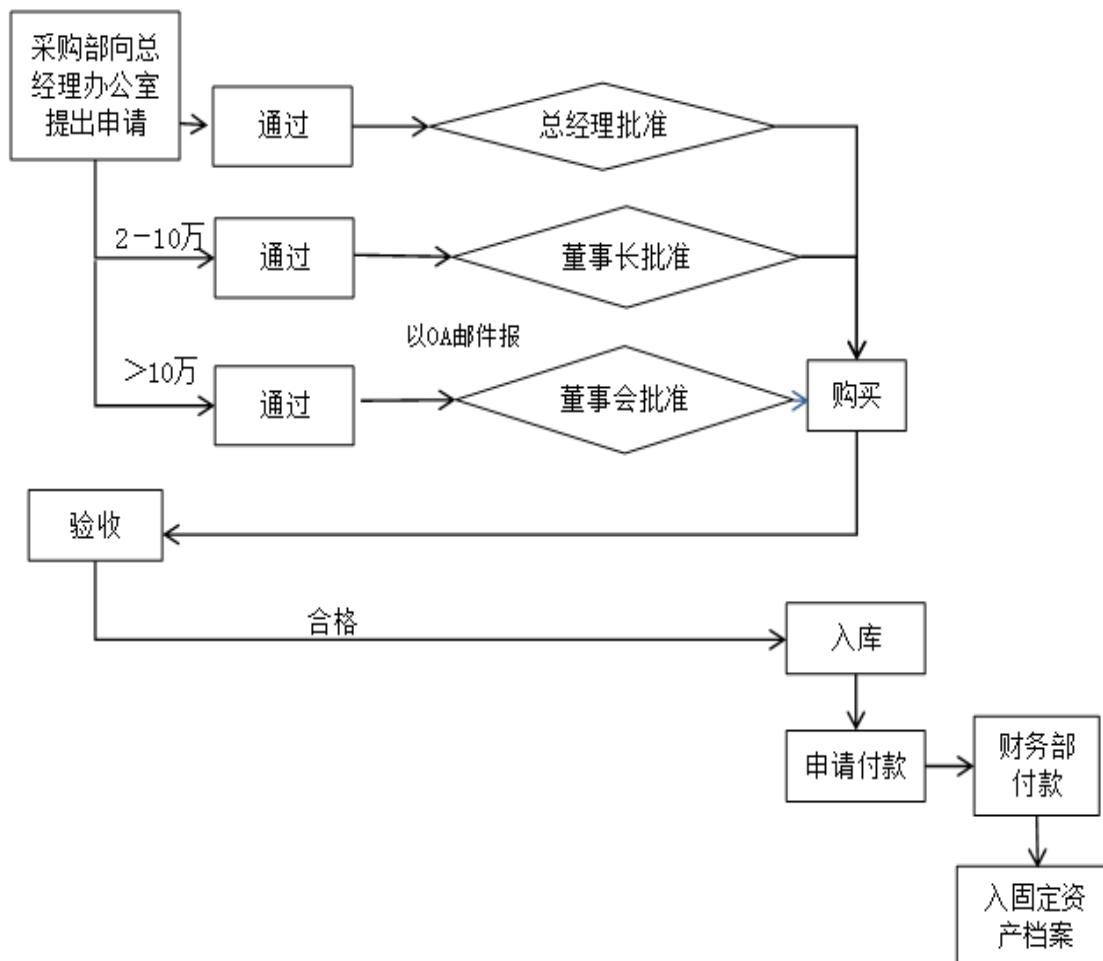 采购部向总
经理办公室
提出申请
通过
总经理批准
2-10万
通过
董事长批准
以OA邮件报
>10万
通过
董事会批准
购买
验收
合格
入库
申请付款
财务部
付款
入固定资
产档案